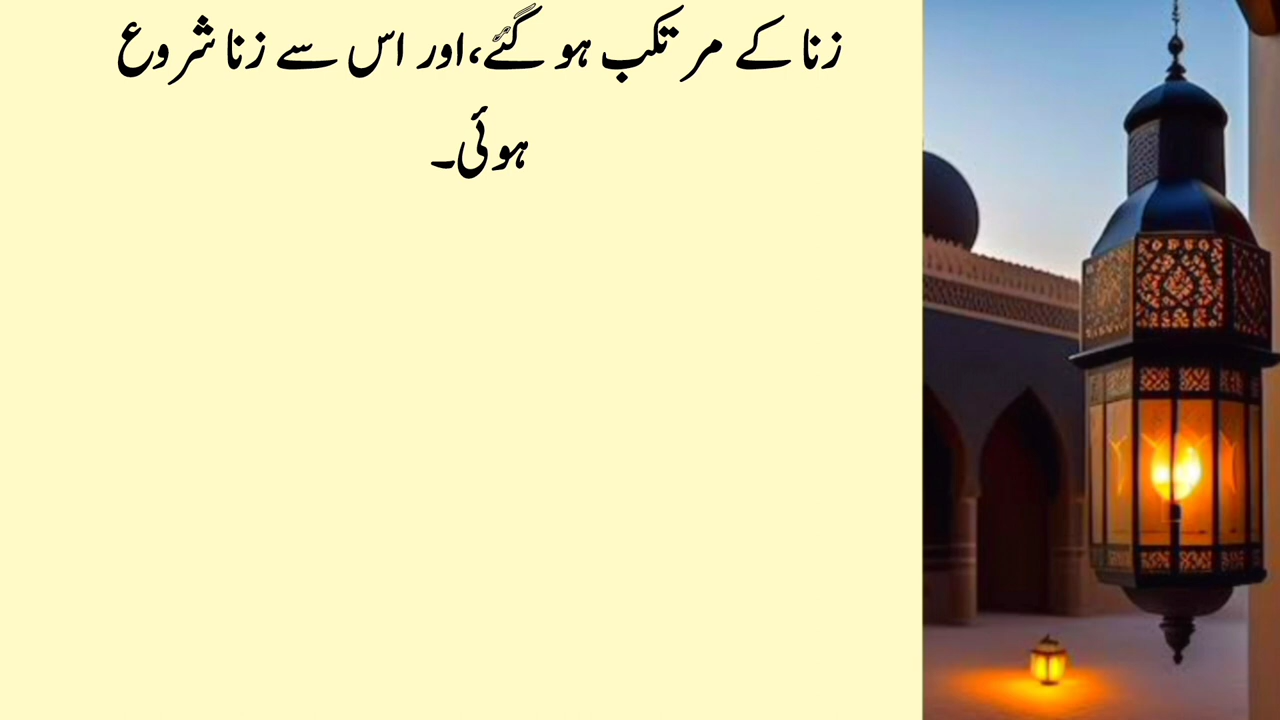 زنا کے مرتکب ہو گئے،اور اس سے زنا شروع
ہوئی۔